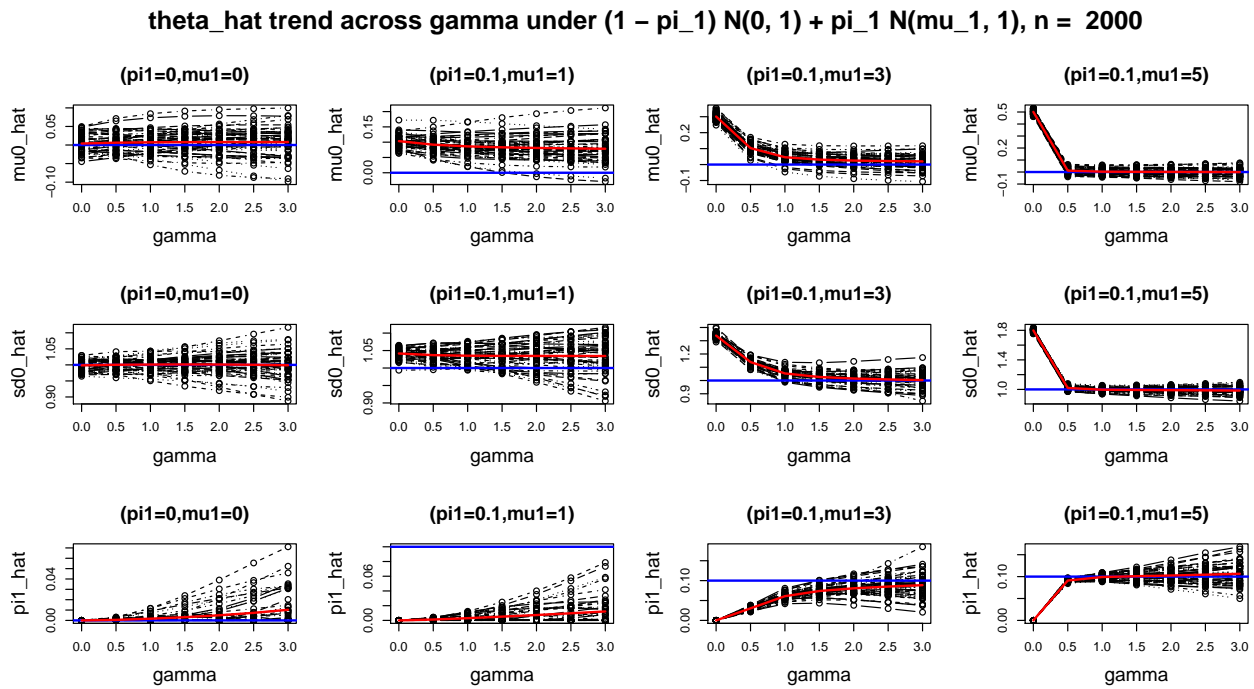 theta_hat trend across gamma under (1 − pi_1) N(0, 1) + pi_1 N(mu_1, 1), n =  2000
(pi1=0,mu1=0)
mu0_hat
−0.10
0.05
0.0 0.5 1.0 1.5 2.0 2.5 3.0
gamma
(pi1=0.1,mu1=1)
mu0_hat
0.00
0.15
0.0 0.5 1.0 1.5 2.0 2.5 3.0
gamma
(pi1=0.1,mu1=3)
mu0_hat
−0.1
0.2
0.0 0.5 1.0 1.5 2.0 2.5 3.0
gamma
(pi1=0.1,mu1=5)
mu0_hat
−0.1
0.2
0.5
0.0 0.5 1.0 1.5 2.0 2.5 3.0
gamma
(pi1=0,mu1=0)
sd0_hat
0.90
1.05
0.0 0.5 1.0 1.5 2.0 2.5 3.0
gamma
(pi1=0.1,mu1=1)
sd0_hat
0.90
1.05
0.0 0.5 1.0 1.5 2.0 2.5 3.0
gamma
(pi1=0.1,mu1=3)
sd0_hat
0.9
1.2
0.0 0.5 1.0 1.5 2.0 2.5 3.0
gamma
(pi1=0.1,mu1=5)
sd0_hat
1.0
1.4
1.8
0.0 0.5 1.0 1.5 2.0 2.5 3.0
gamma
(pi1=0,mu1=0)
pi1_hat
0.00
0.04
0.0 0.5 1.0 1.5 2.0 2.5 3.0
gamma
(pi1=0.1,mu1=1)
pi1_hat
0.00
0.06
0.0 0.5 1.0 1.5 2.0 2.5 3.0
gamma
(pi1=0.1,mu1=3)
pi1_hat
0.00
0.10
0.0 0.5 1.0 1.5 2.0 2.5 3.0
gamma
(pi1=0.1,mu1=5)
pi1_hat
0.00
0.10
0.0 0.5 1.0 1.5 2.0 2.5 3.0
gamma